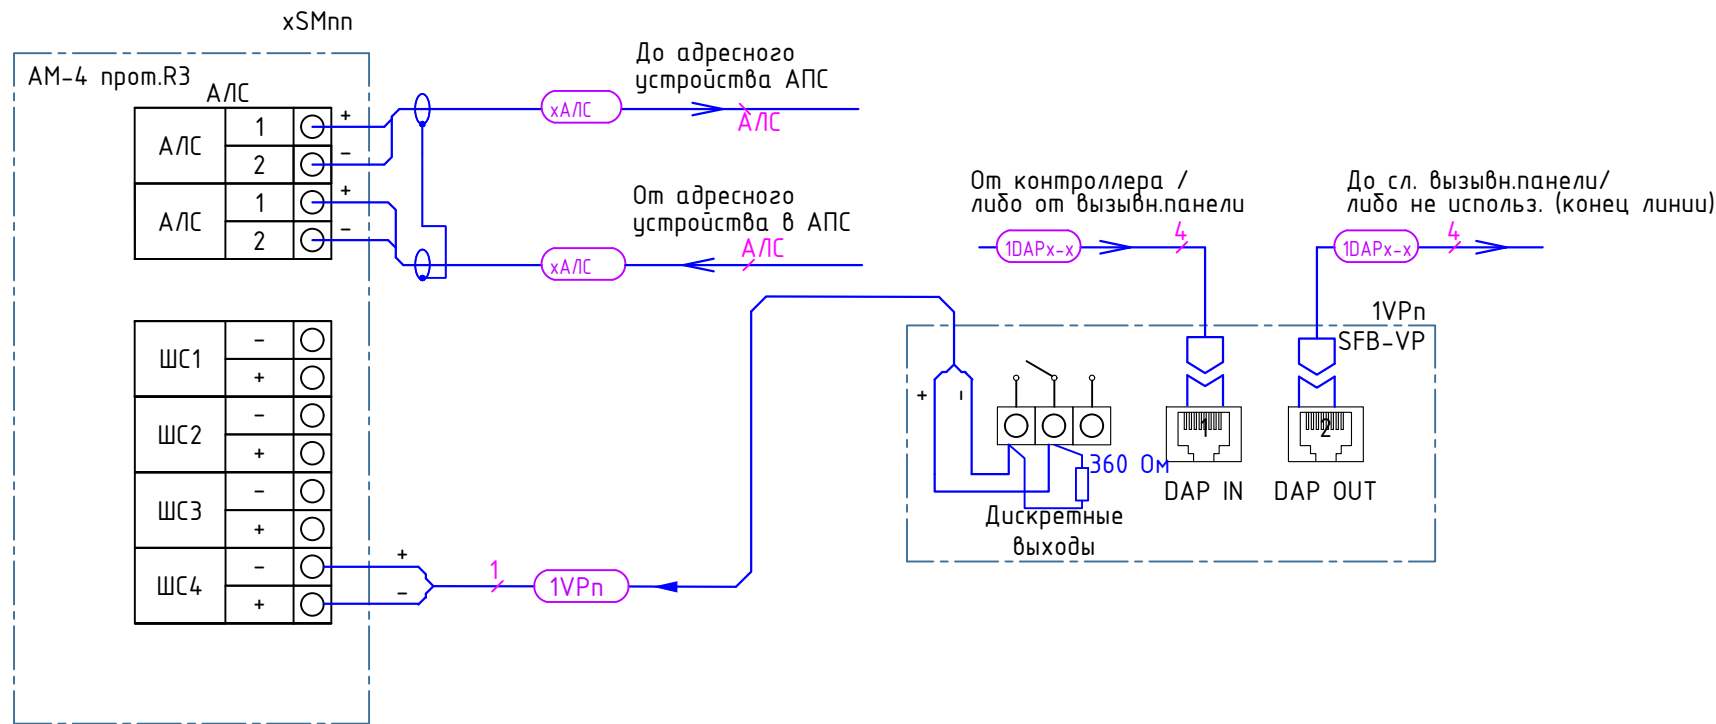 xSMnn
АМ-4 прот.R3
АЛС
АЛС
1
+
2
-
АЛС
1
+
2
-
До адресного
устройства АПС
xАЛС
АЛС
От адресного
устройства в АПС
xАЛС
АЛС
ШС1
-
+
ШС2
-
+
ШС3
-
+
ШС4
-
+
+
-
1
1VPn
От контроллера /
либо от вызывн.панели
1DAPx-x
4
До сл. вызывн.панели/
либо не использ. (конец линии)
1DAPx-x
4
1VPn
SFB-VP
+
-
360 Ом
Дискретные
выходы
1
DAP IN
2
DAP OUT